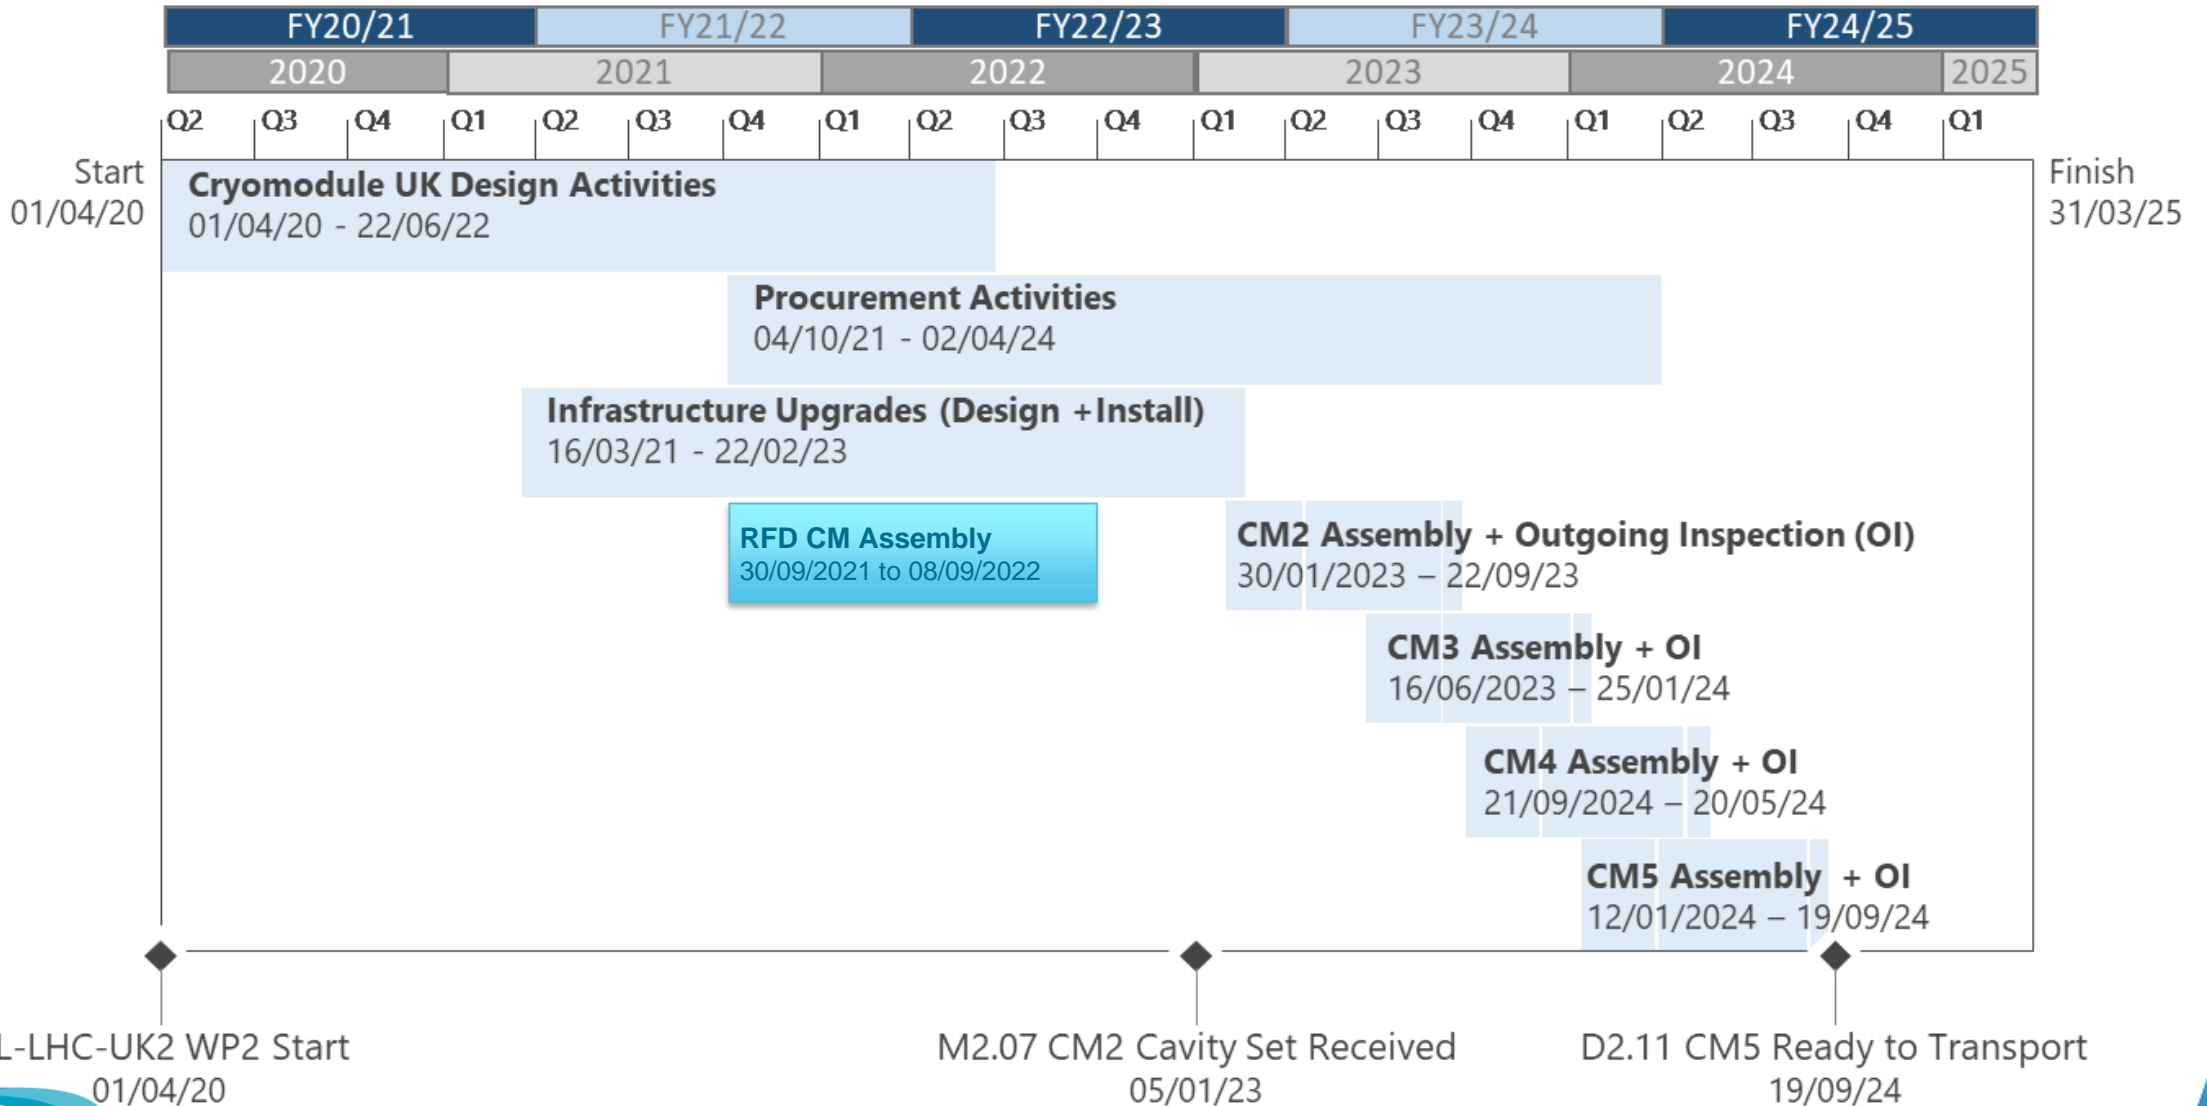 FY20/21 FY21/22 FY22/23 FY23/24 FY24/25
2020 2021 2022 2023 2024 2025
Q2 Q3 Q4 Q1 Q2 Q3 Q4 Q1 Q2 Q3 Q4 Q1 Q2 Q3 Q4 Q1 Q2 Q3 Q4 Q1
Start
01/04/20
Finish
31/03/25
Cryomodule UK Design Activities
01/04/20 - 22/06/22
Procurement Activities
04/10/21 - 02/04/24
Infrastructure Upgrades (Design +Install)
16/03/21 - 22/02/23
RFD CM Assembly
30/09/2021 to 08/09/2022
CM2 Assembly + Outgoing Inspection (OI)
30/01/2023 – 22/09/23
CM3 Assembly + OI
16/06/2023 – 25/01/24
CM4 Assembly + OI
21/09/2024 – 20/05/24
CM5 Assembly + OI
12/01/2024 – 19/09/24
L-LHC-UK2 WP2 Start
01/04/20
M2.07 CM2 Cavity Set Received
05/01/23
D2.11 CM5 Ready to Transport
19/09/24